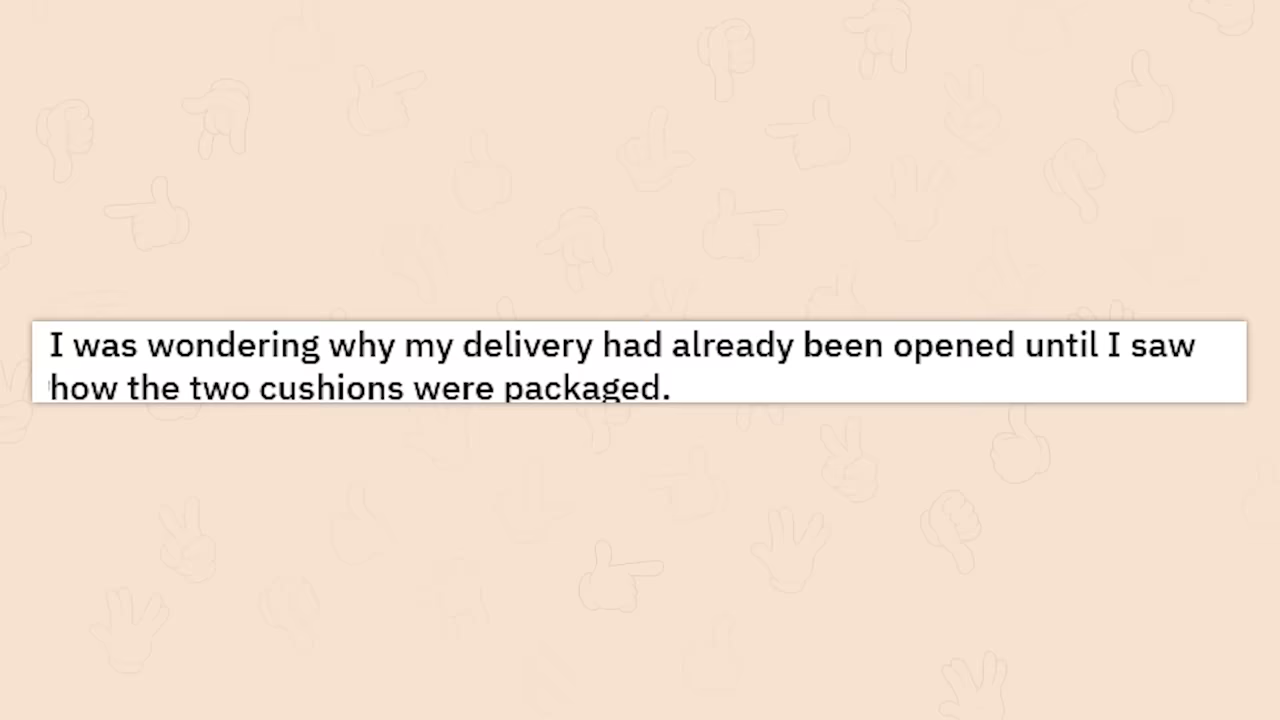 I was wondering why my delivery had already been opened until I saw
how the two cushions were packaged.